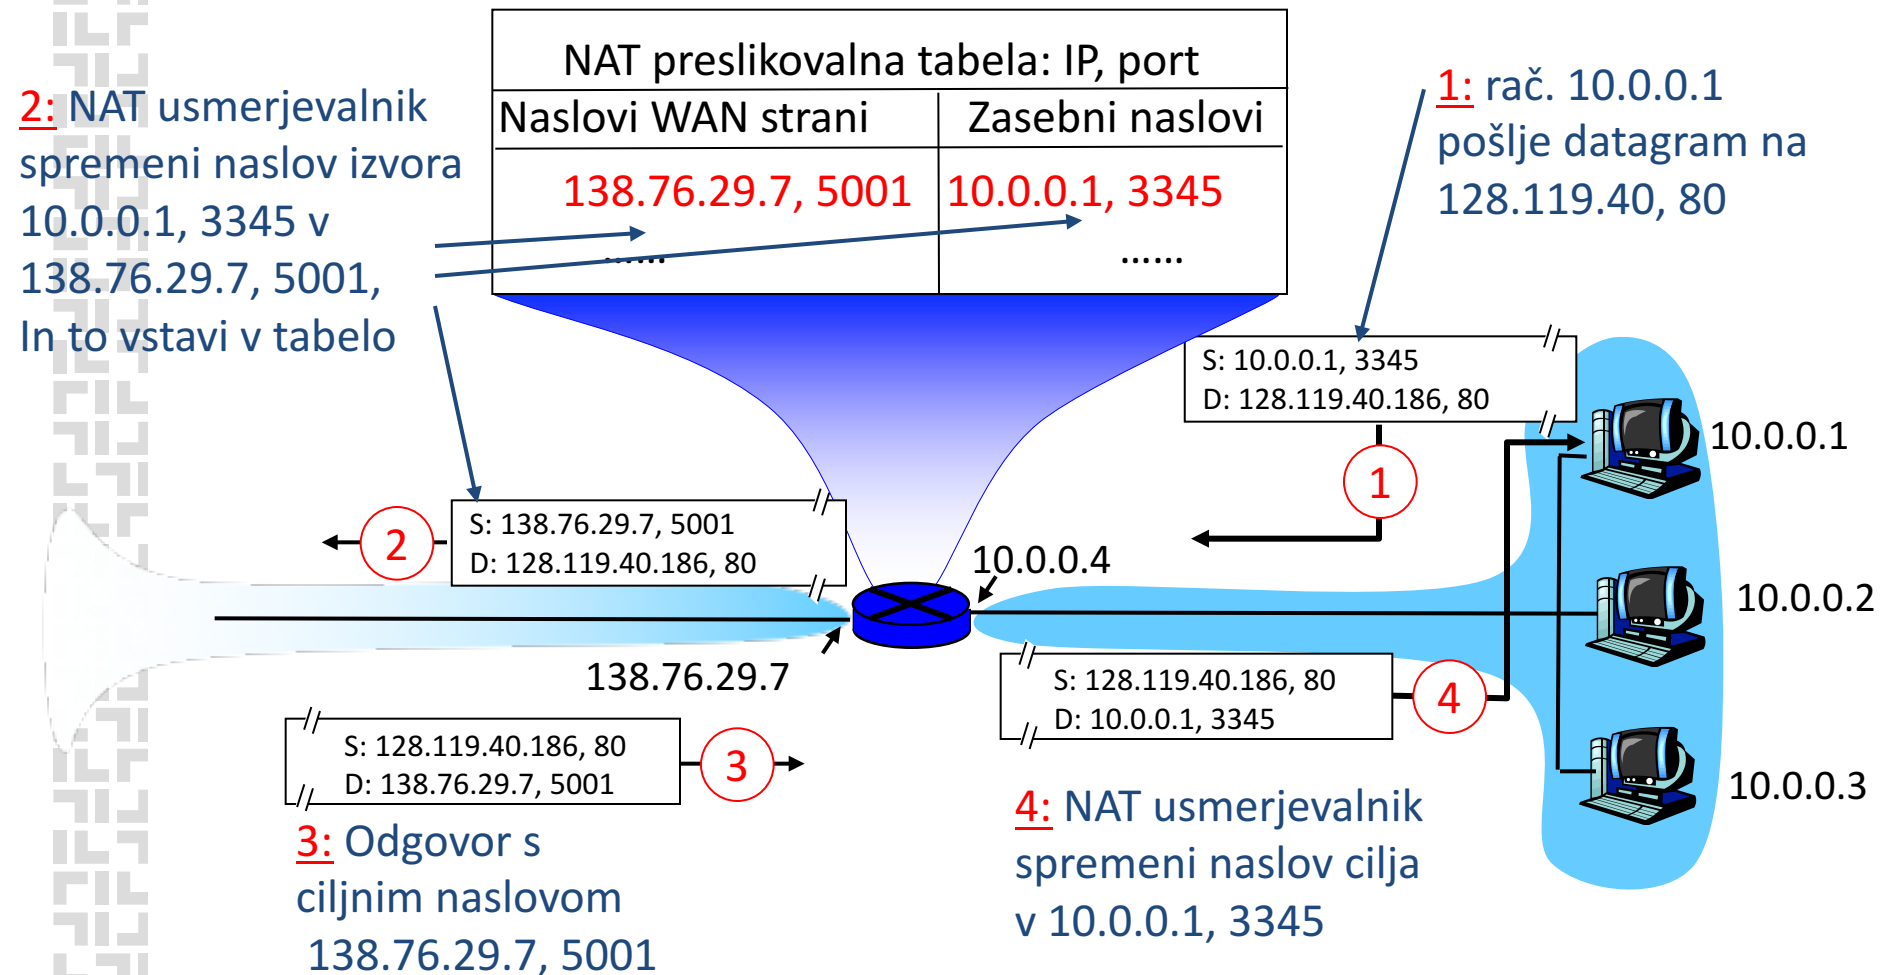 NAT preslikovalna tabela: IP, port
Naslovi WAN strani
Zasebni naslovi
138.76.29.7, 5001
10.0.0.1, 3345
……
……
2: NAT usmerjevalnik
spremeni naslov izvora
10.0.0.1, 3345 v
138.76.29.7, 5001,
In to vstavi v tabelo
1: rač. 10.0.0.1
pošlje datagram na
128.119.40, 80
S: 10.0.0.1, 3345
D: 128.119.40.186, 80
1
10.0.0.1
S: 138.76.29.7, 5001
D: 128.119.40.186, 80
2
10.0.0.4
10.0.0.2
138.76.29.7
S: 128.119.40.186, 80
D: 10.0.0.1, 3345
4
S: 128.119.40.186, 80
D: 138.76.29.7, 5001
3
10.0.0.3
3: Odgovor s
ciljnim naslovom
138.76.29.7, 5001
4: NAT usmerjevalnik
spremeni naslov cilja
v 10.0.0.1, 3345